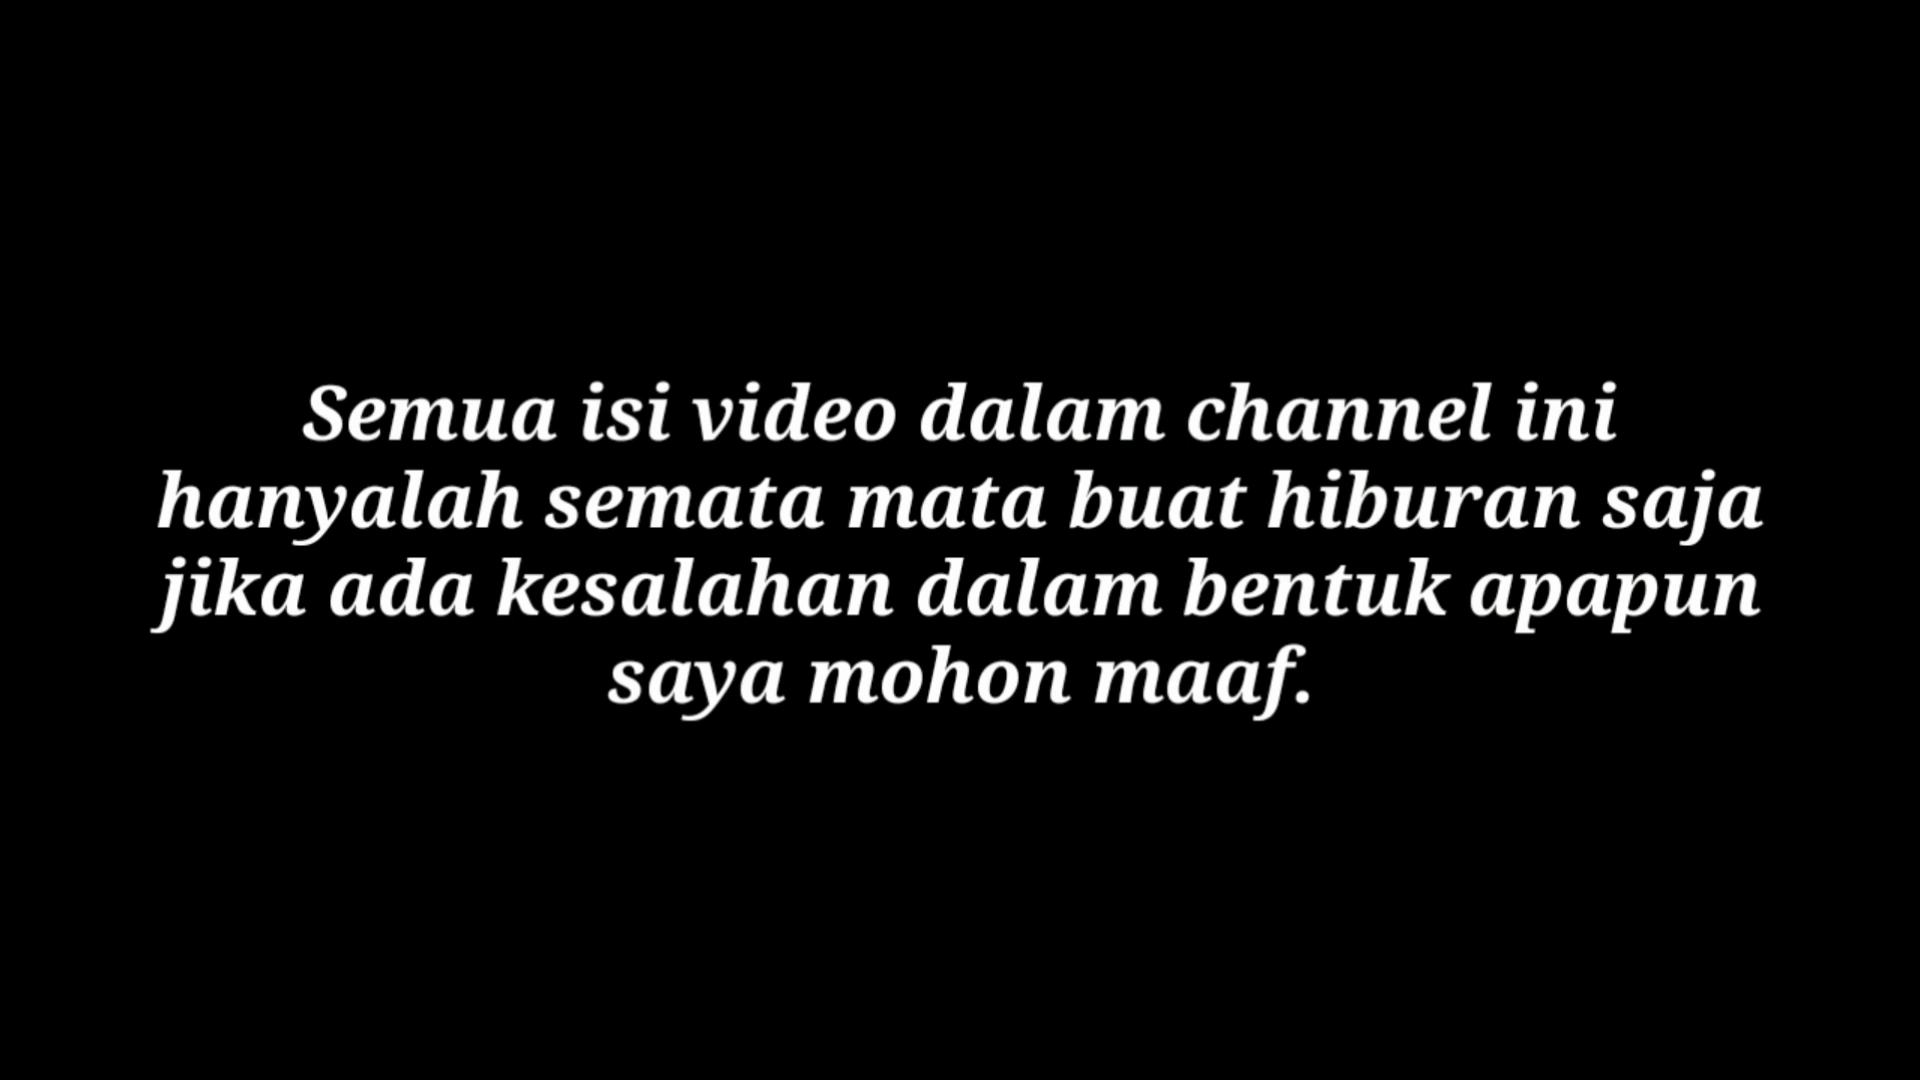 Semua isi video dalam channel ini
hanyalah semata mata buat hiburan saja
jika ada kesalahan dalam bentuk apapun
saya mohon maaf.